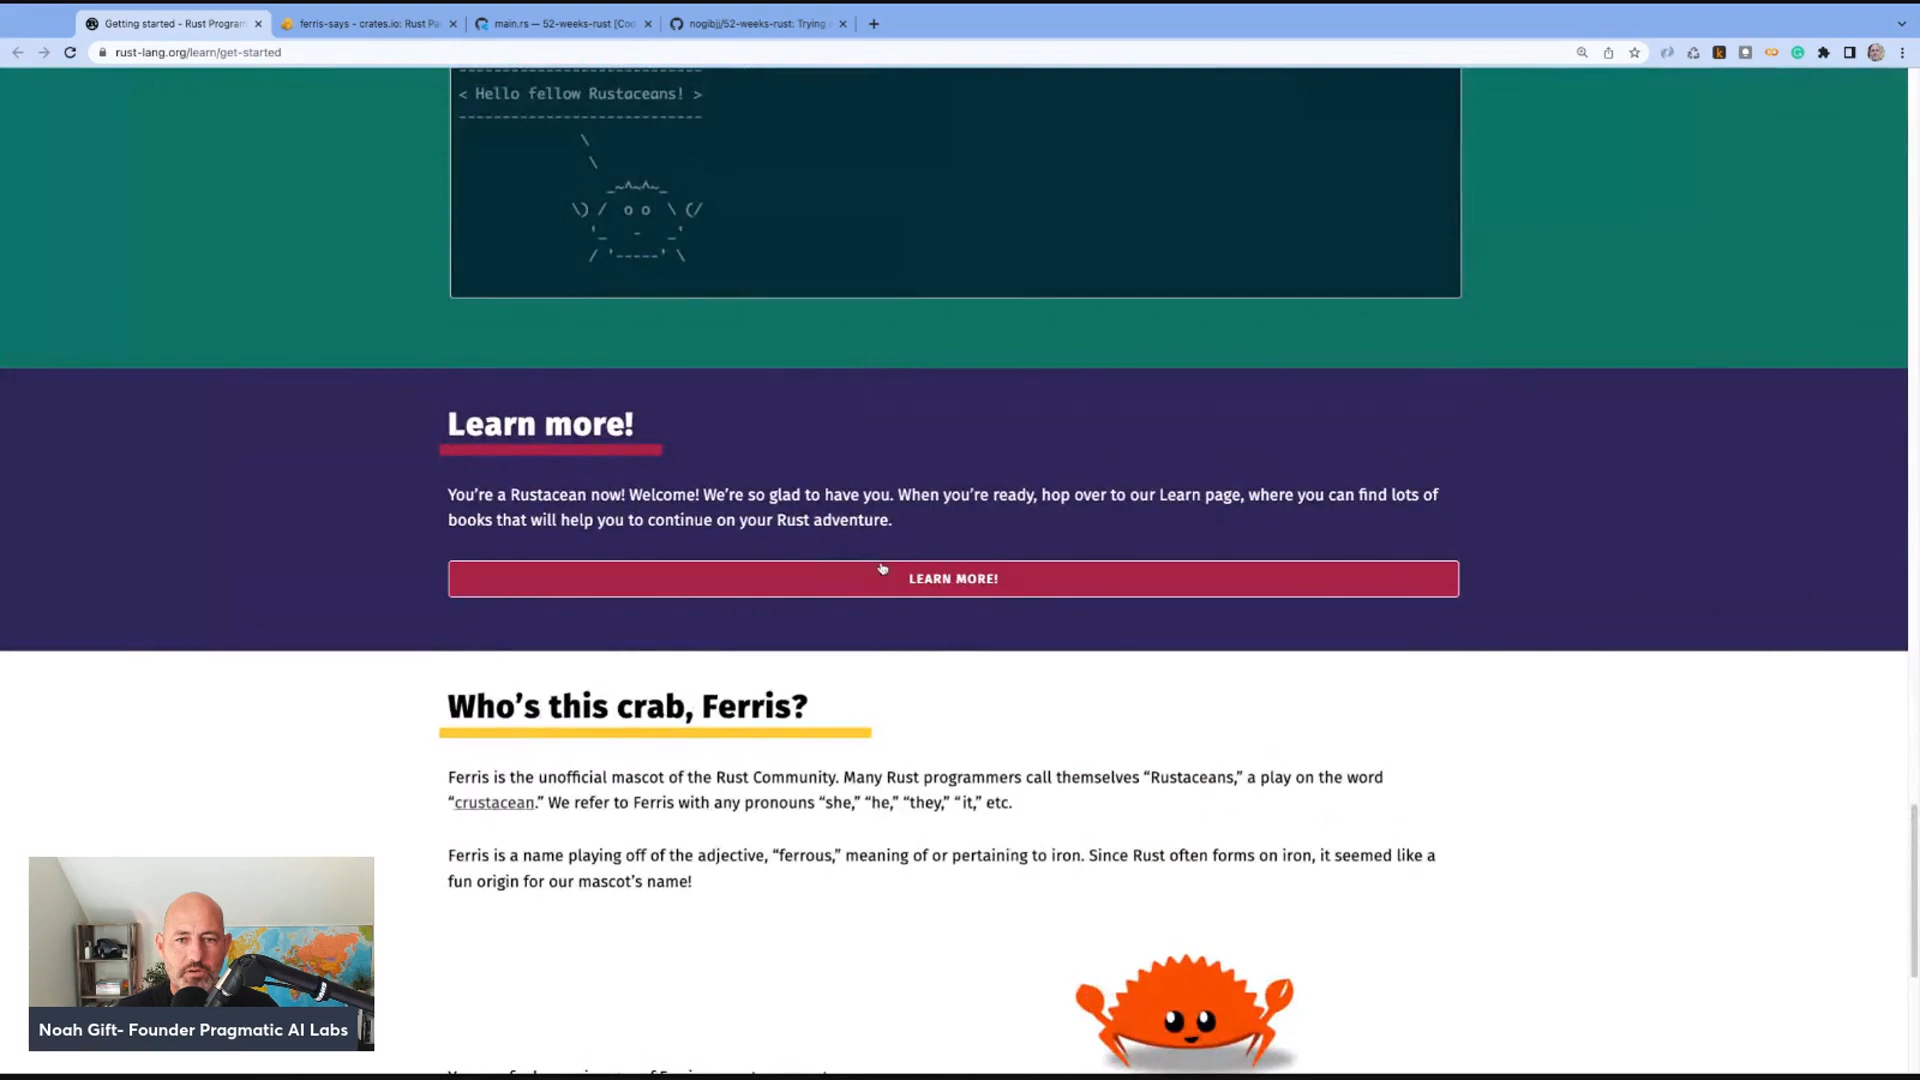 Getting started - Rust Program
ferris-says - crates.io: Rust Pa
main.rs — 52-weeks-rust [Co
nogibjj/52-weeks-rust: Trying
rust-lang.org/learn/get-started
--------------------------
< Hello fellow Rustaceans! >
--------------------------
\
\
_~^~^~_
\) / o o \ (/
'_ - _'
/ '-----' \
Learn more!
You’re a Rustacean now! Welcome! We’re so glad to have you. When you’re ready, hop over to our Learn page, where you can find lots of
books that will help you to continue on your Rust adventure.
LEARN MORE!
Who’s this crab, Ferris?
Ferris is the unofficial mascot of the Rust Community. Many Rust programmers call themselves “Rustaceans,” a play on the word
“crustacean.” We refer to Ferris with any pronouns “she,” “he,” “they,” “it,” etc.
Ferris is a name playing off of the adjective, “ferrous,” meaning of or pertaining to iron. Since Rust often forms on iron, it seemed like a
fun origin for our mascot’s name!
Noah Gift- Founder Pragmatic AI Labs